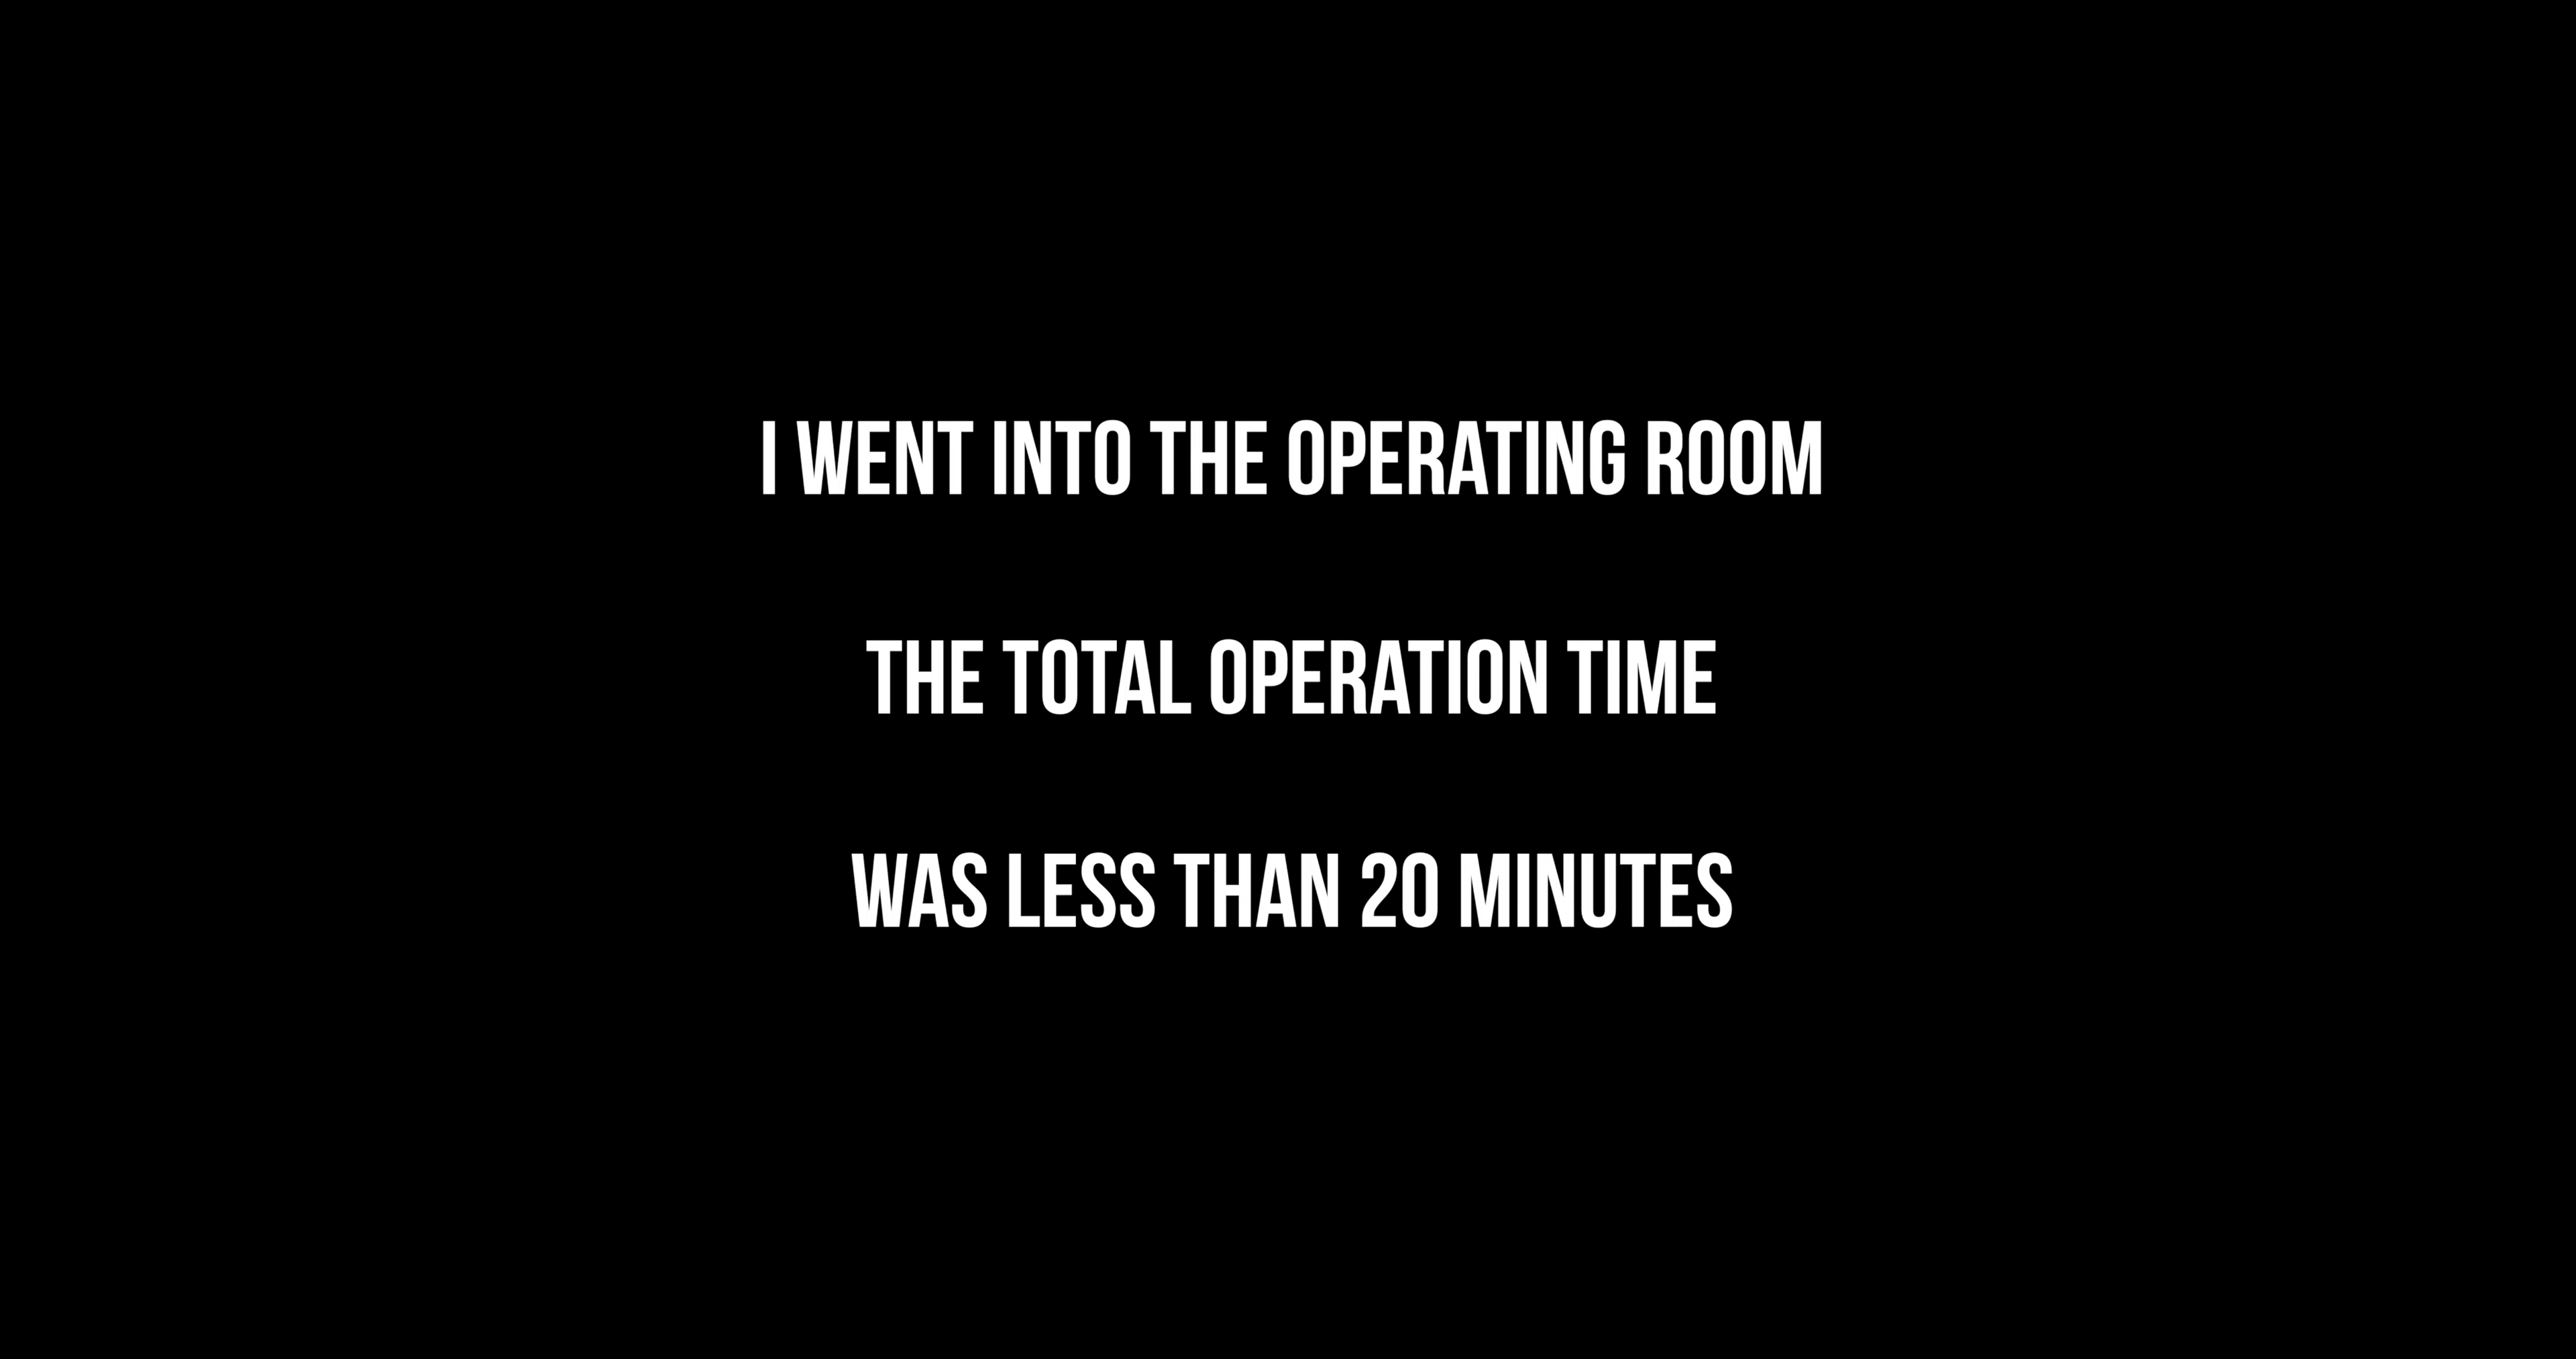 I WENT INTO THE OPERATING ROOM
THE TOTAL OPERATION TIME
WAS LESS THAN 20 MINUTES